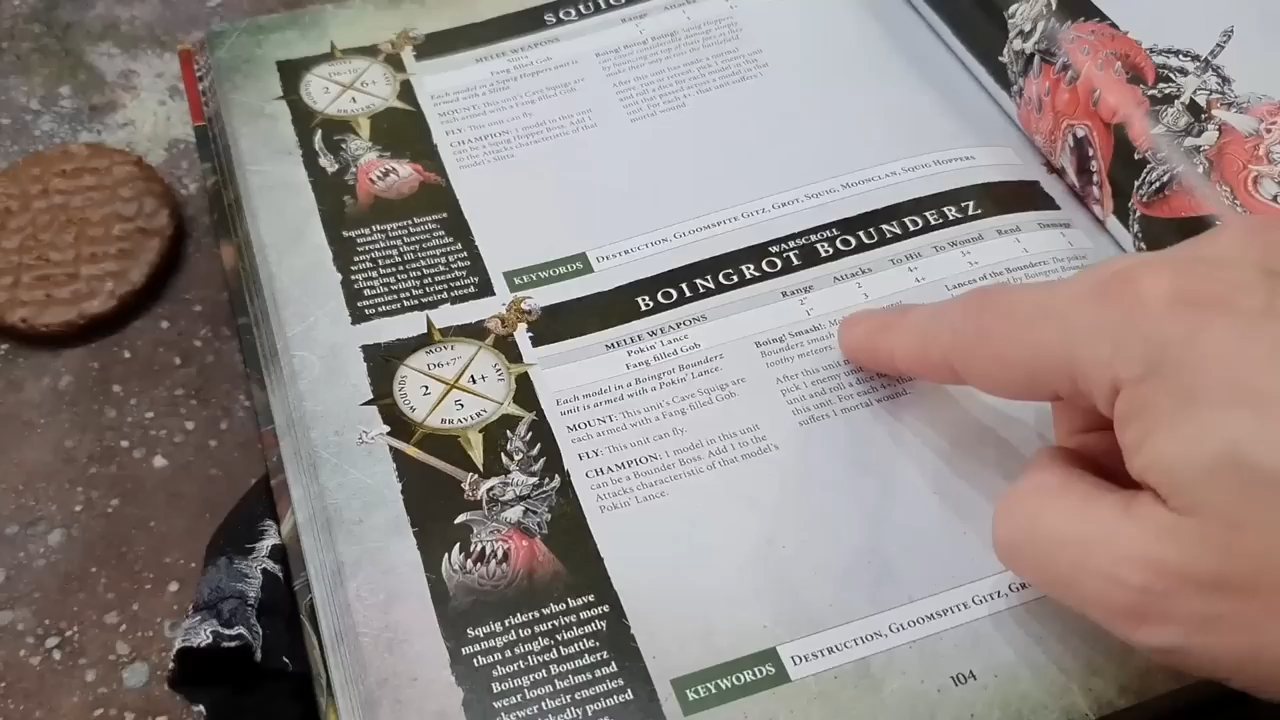 SQUIG
Range Attacks
MELEE WEAPONS 1"
Slitta 1"
Fang-filled Gob
Each model in a Squig Hoppers unit is
armed with a Slitta.
MOUNT: This unit's Cave Squigs are
each armed with a Fang-filled Gob.
FLY: This unit can fly.
CHAMPION: 1 model in this unit
can be a Squig Hopper Boss. Add 1
to the Attacks characteristic of that
model's Slitta.
Boing! Boing! Boing!: Squig Hoppers
can cause considerable damage simply
by bouncing on top of their foes as they
make their way across the battlefield.
After this unit has made a normal
move, run or retreat, pick 1 enemy unit
and roll a dice for each model in this
unit that passed across a model in that
unit. For each 4+, that unit suffers 1
mortal wound.
MOVE
D6+10"
WOUNDS 2 6+ SAVE
4
BRAVERY
Squig Hoppers bounce
madly into battle,
wreaking havoc on
anything they collide
with. Each ill-tempered
squig has a cackling grot
clinging to its back, who
flails wildly at nearby
enemies as he tries vainly
to steer his weird steed.
KEYWORDS DESTRUCTION, GLOOMSPITE GITZ, GROT, SQUIG, MOONCLAN, SQUIG HOPPERS
WARSCROLL
BOINGROT BOUNDERZ
MELEE WEAPONS Range Attacks To Hit To Wound Rend Damage
Pokin' Lance 2" 2 4+ 3+ -1 1
Fang-filled Gob 1" 3 4+ 3+ -1 1
Each model in a Boingrot Bounderz
unit is armed with a Pokin' Lance.
MOUNT: This unit's Cave Squigs are
each armed with a Fang-filled Gob.
FLY: This unit can fly.
CHAMPION: 1 model in this unit
can be a Bounder Boss. Add 1 to the
Attacks characteristic of that model's
Pokin' Lance.
Boing! Smash!:
Bounderz smash
toothy meteors.
After this unit
pick 1 enemy unit
and roll a dice
this unit. For each 4+, that
suffers 1 mortal wound.
Lances of the Bounderz: The pokin'
by Boingrot
MOVE
D6+7"
WOUNDS 2 4+ SAVE
5
BRAVERY
Squig riders who have
managed to survive more
than a single, violently
short-lived battle,
Boingrot Bounderz
wear loon helms and
skewer their enemies
pointed
KEYWORDS DESTRUCTION, GLOOMSPITE GITZ,
104